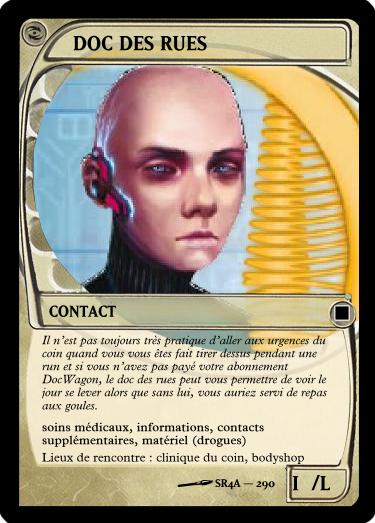 DOC DES RUES
CONTACT
Il n'est pas toujours très pratique d'aller aux urgences du
coin quand vous vous êtes fait tirer dessus pendant une
run et si vous n'avez pas payé votre abonnement
DocWagon, le doc des rues peut vous permettre de voir le
jour se lever alors que sans lui, vous auriez servi de repas
aux goules.
soins médicaux, informations, contacts
supplémentaires, matériel (drogues)
Lieux de rencontre : clinique du coin, bodyshop
SR4A — 290
I /L